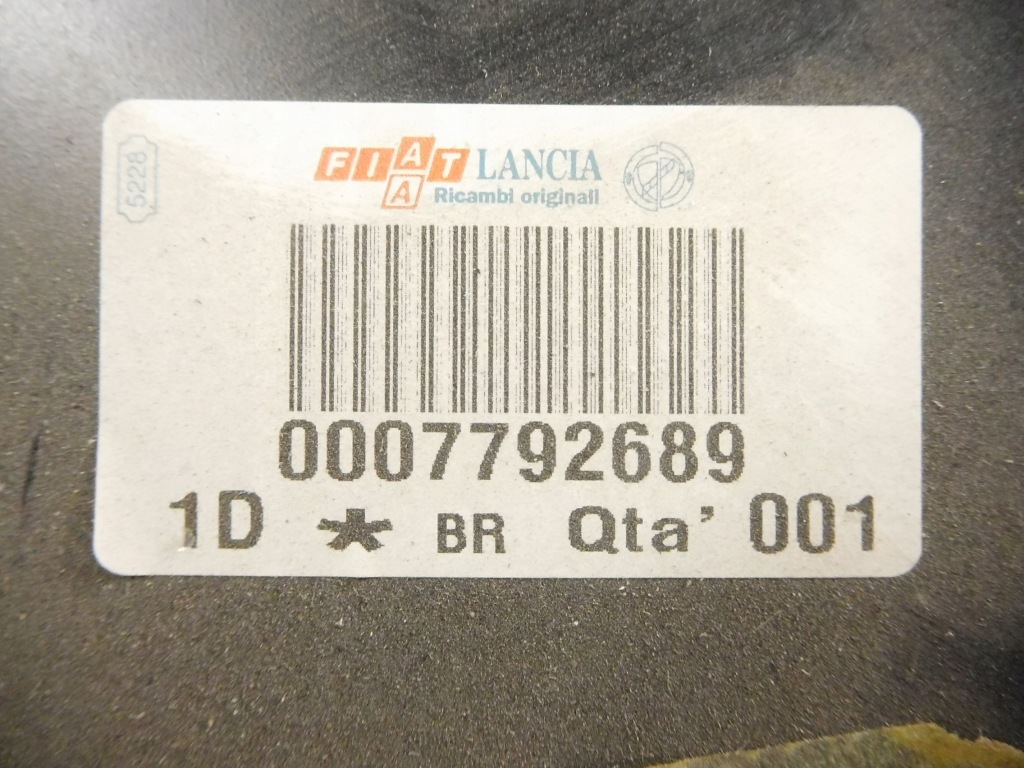 5228
FIAT LANCIA
A Ricambi originali
0007792689
1D * BR Qta' 001